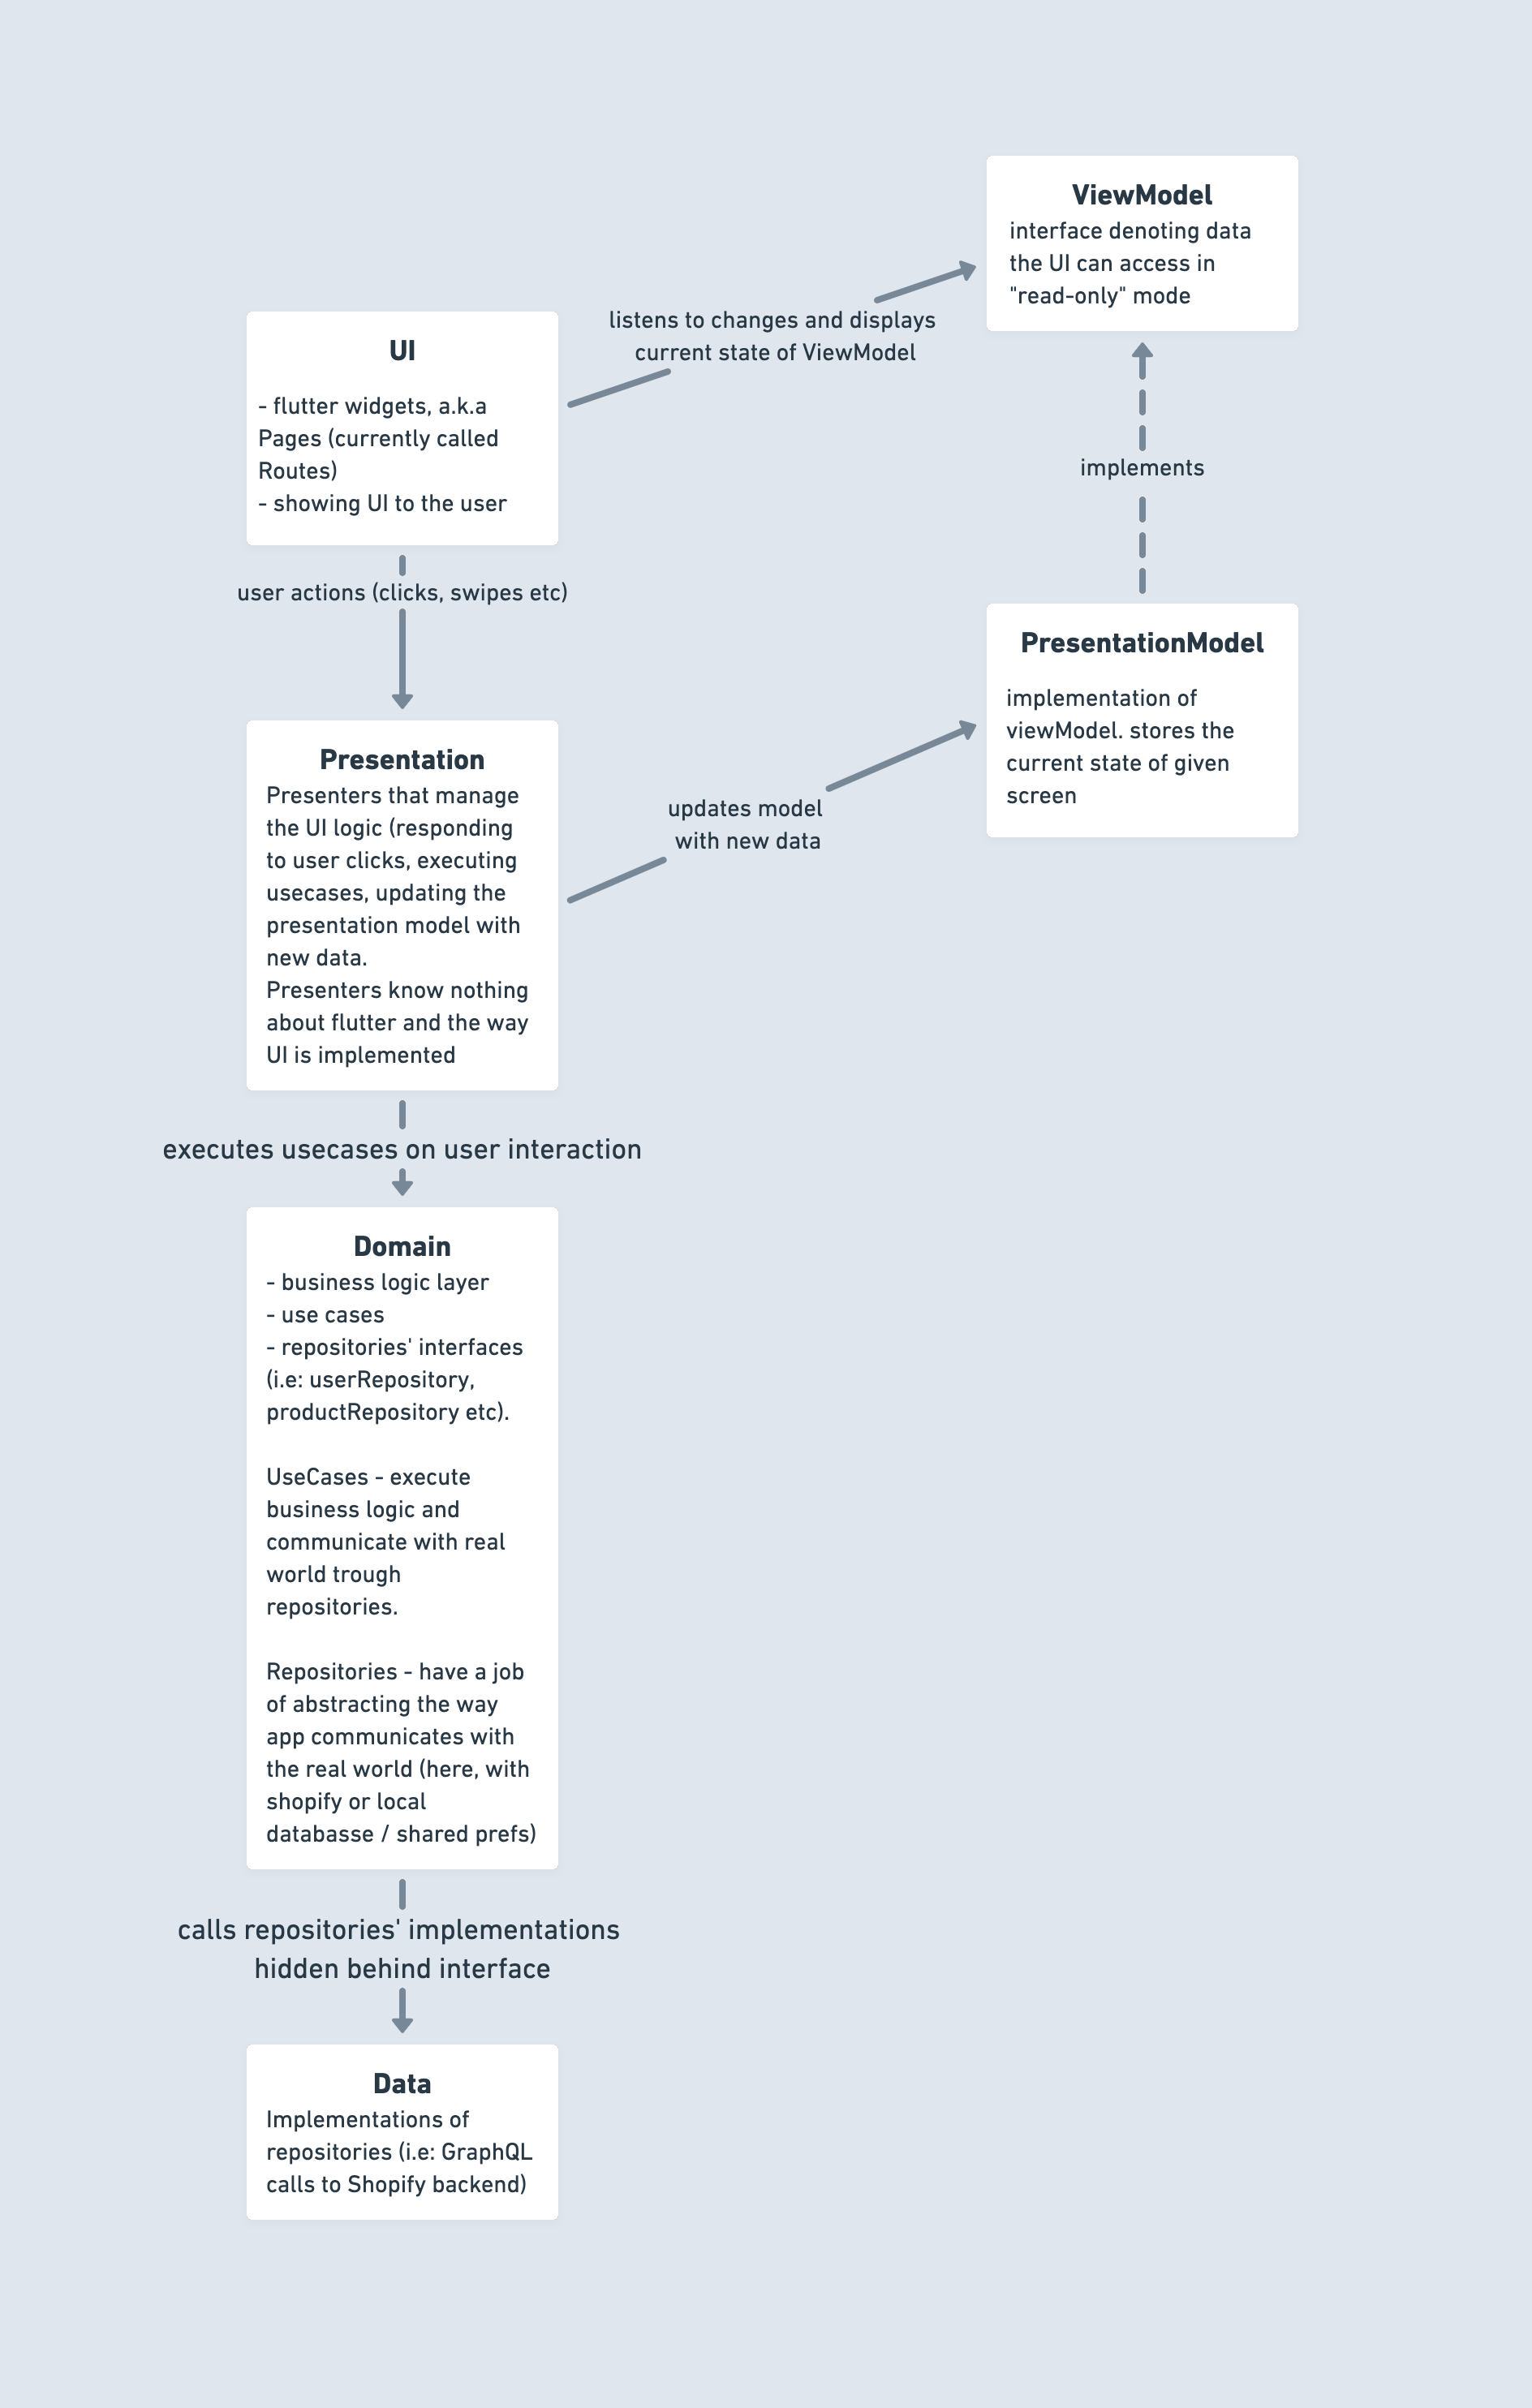 ViewModel
interface denoting data
the UI can access in
"read-only" mode
listens to changes and displays
current state of ViewModel
UI
- flutter widgets, a.k.a
Pages (currently called
Routes)
- showing UI to the user
implements
user actions (clicks, swipes etc)
PresentationModel
implementation of
viewModel. stores the
current state of given
screen
Presentation
Presenters that manage
the UI logic (responding
to user clicks, executing
usecases, updating the
presentation model with
new data.
Presenters know nothing
about flutter and the way
UI is implemented
updates model
with new data
executes usecases on user interaction
Domain
- business logic layer
- use cases
- repositories' interfaces
(i.e: userRepository,
productRepository etc).
UseCases - execute
business logic and
communicate with real
world trough
repositories.
Repositories - have a job
of abstracting the way
app communicates with
the real world (here, with
shopify or local
databasse / shared prefs)
calls repositories' implementations
hidden behind interface
Data
Implementations of
repositories (i.e: GraphQL
calls to Shopify backend)